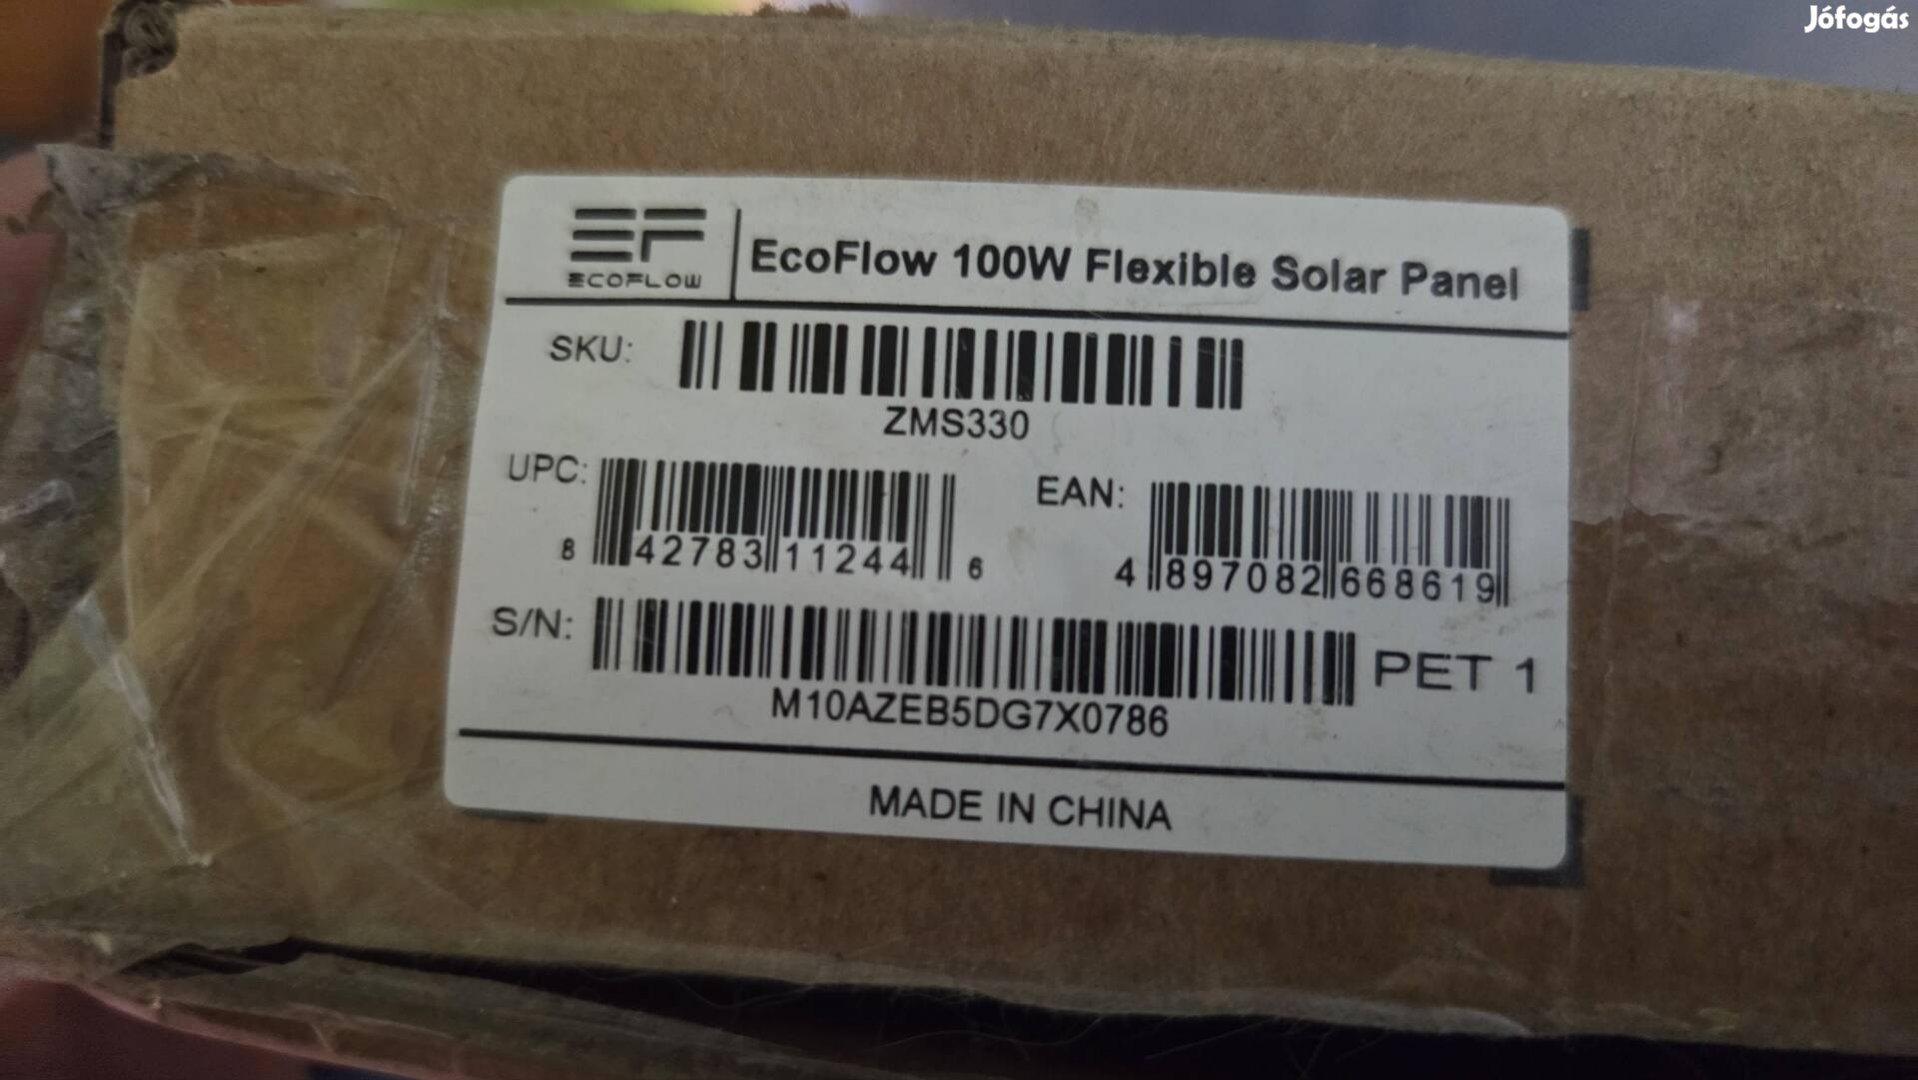 Jófogás
ECOFLOW
EcoFlow 100W Flexible Solar Panel
SKU:
ZMS330
UPC:
8 42783 11244 6
EAN:
4 897082 668619
S/N:
M10AZEB5DG7X0786
PET 1
MADE IN CHINA